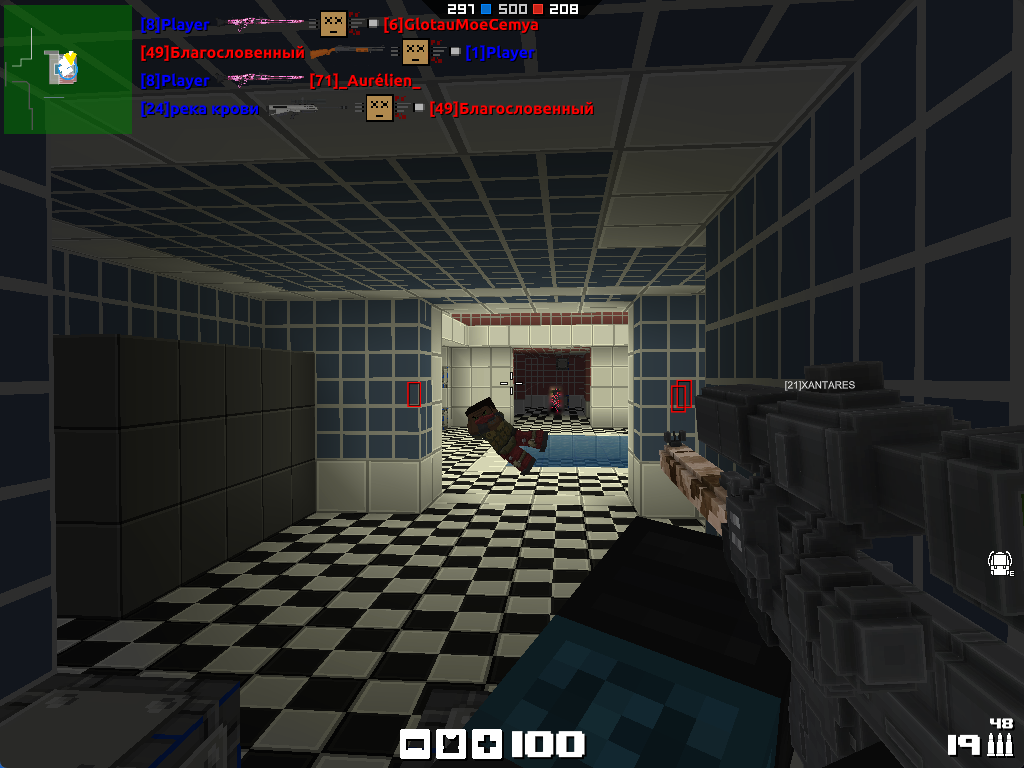 297 500 208
[8]Player [6]GlotauMoeCemya
[49]Благословенный [1]Player
[8]Player [71]_Aurélien_
[24]река крови [49]Благословенный
[21]XANTARES
E
48
100 19